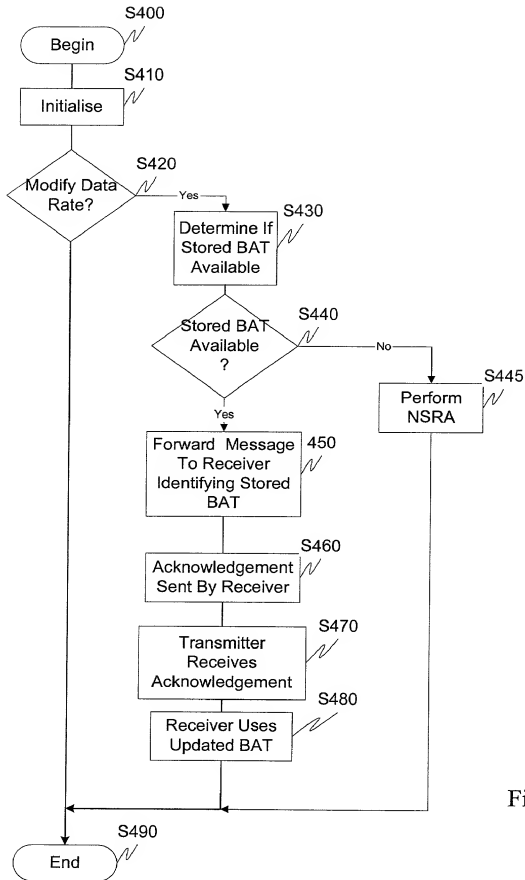 S400
Begin
S410
Initialise
S420
Modify Data
Rate?
Yes
S430
Determine If
Stored BAT
Available
S440
Stored BAT
Available
?
No
S445
Perform
NSRA
Yes
450
Forward Message
To Receiver
Identifying Stored
BAT
S460
Acknowledgement
Sent By Receiver
S470
Transmitter
Receives
Acknowledgement
S480
Receiver Uses
Updated BAT
Fi
S490
End